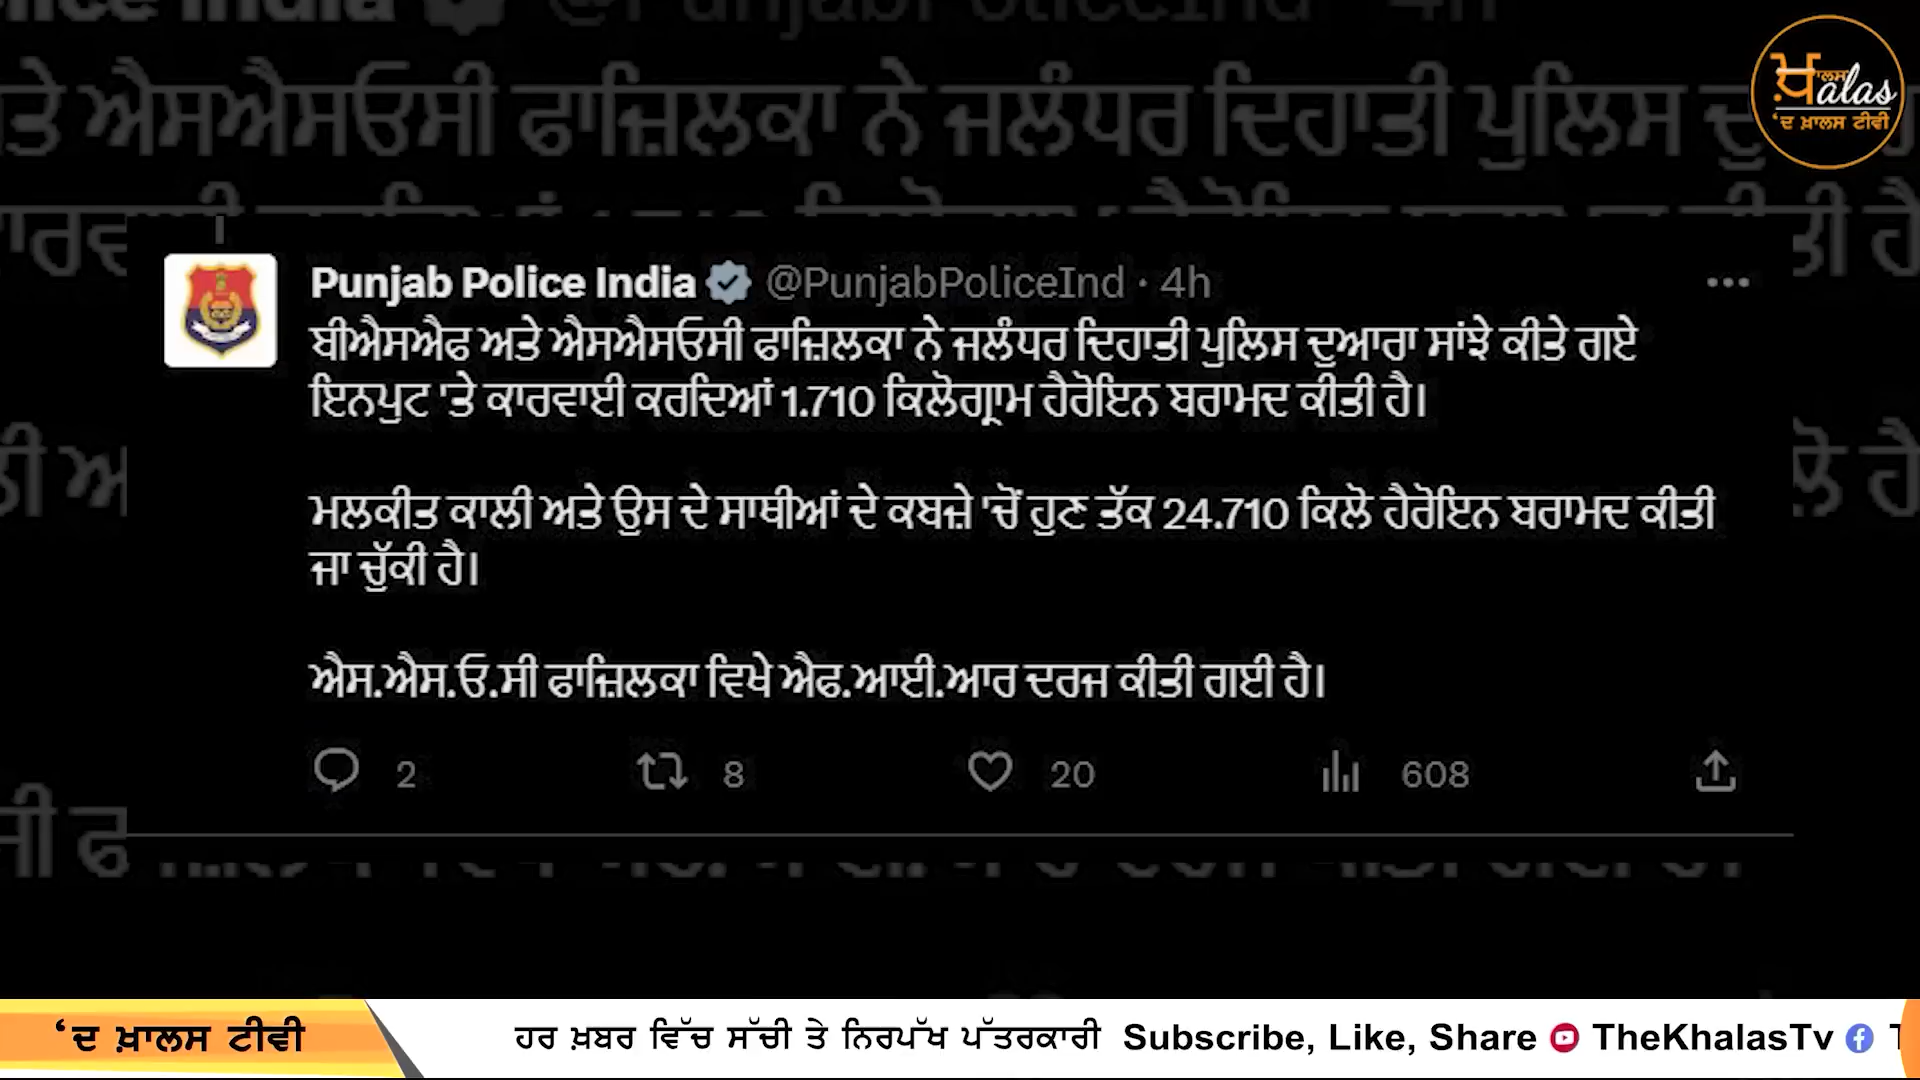 ਖ਼ਾਲਸ
alas
‘ਦ ਖ਼ਾਲਸ ਟੀਵੀ
Punjab Police India @PunjabPoliceInd · 4h
ਬੀਐਸਐਫ ਅਤੇ ਐਸਐਸਓਸੀ ਫਾਜ਼ਿਲਕਾ ਨੇ ਜਲੰਧਰ ਦਿਹਾਤੀ ਪੁਲਿਸ ਦੁਆਰਾ ਸਾਂਝੇ ਕੀਤੇ ਗਏ
ਇਨਪੁਟ 'ਤੇ ਕਾਰਵਾਈ ਕਰਦਿਆਂ 1.710 ਕਿਲੋਗ੍ਰਾਮ ਹੈਰੋਇਨ ਬਰਾਮਦ ਕੀਤੀ ਹੈ।
ਮਲਕੀਤ ਕਾਲੀ ਅਤੇ ਉਸ ਦੇ ਸਾਥੀਆਂ ਦੇ ਕਬਜ਼ੇ 'ਚੋਂ ਹੁਣ ਤੱਕ 24.710 ਕਿਲੋ ਹੈਰੋਇਨ ਬਰਾਮਦ ਕੀਤੀ
ਜਾ ਚੁੱਕੀ ਹੈ।
ਐਸ.ਐਸ.ਓ.ਸੀ ਫਾਜ਼ਿਲਕਾ ਵਿਖੇ ਐਫ.ਆਈ.ਆਰ ਦਰਜ ਕੀਤੀ ਗਈ ਹੈ।
2 8 20 608
‘ਦ ਖ਼ਾਲਸ ਟੀਵੀ
ਹਰ ਖ਼ਬਰ ਵਿੱਚ ਸੱਚੀ ਤੇ ਨਿਰਪੱਖ ਪੱਤਰਕਾਰੀ Subscribe, Like, Share TheKhalasTv